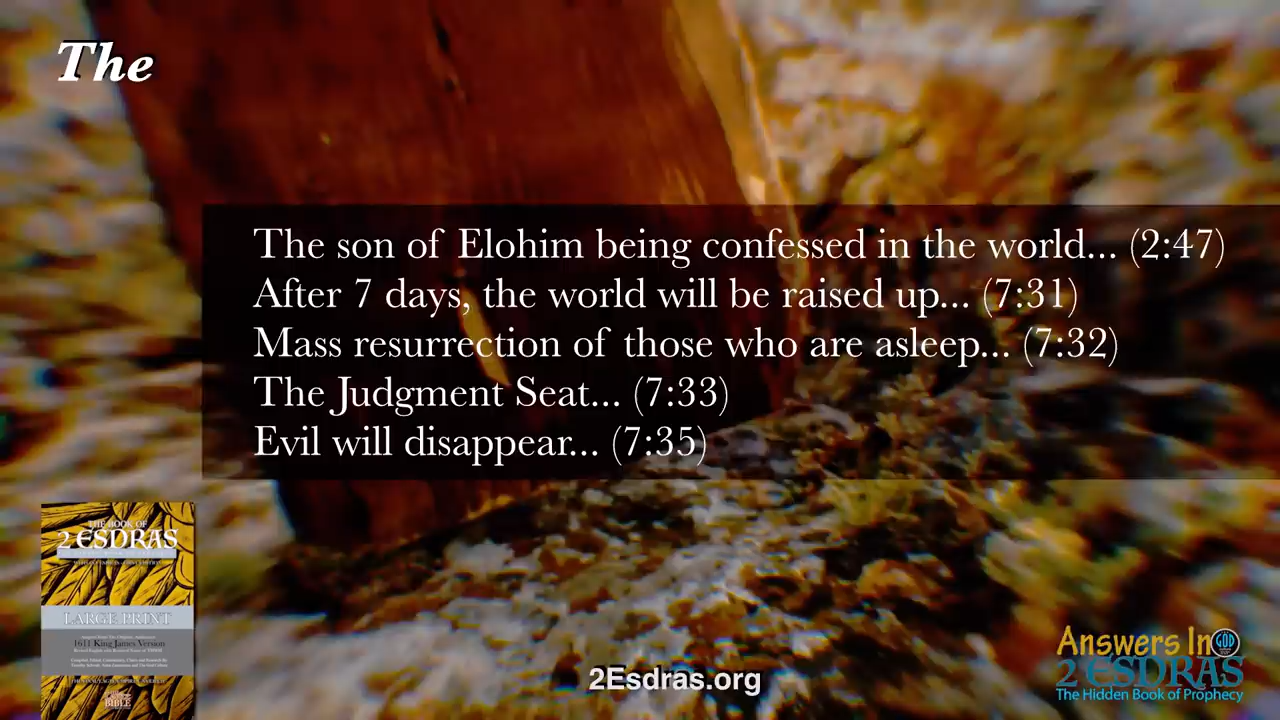 The
The son of Elohim being confessed in the world... (2:47)
After 7 days, the world will be raised up... (7:31)
Mass resurrection of those who are asleep... (7:32)
The Judgment Seat... (7:33)
Evil will disappear... (7:35)
THE BOOK OF
2 ESDRAS
LARGE PRINT
1611 King James Version
BIBLE
2Esdras.org
Answers In GOD
2 ESDRAS
The Hidden Book of Prophecy